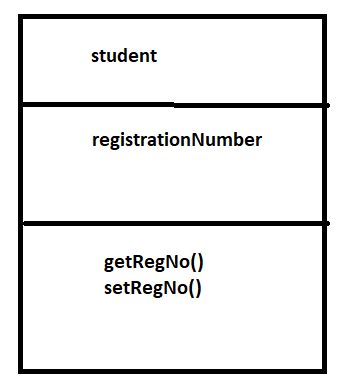 student
registrationNumber
getRegNo()
setRegNo()